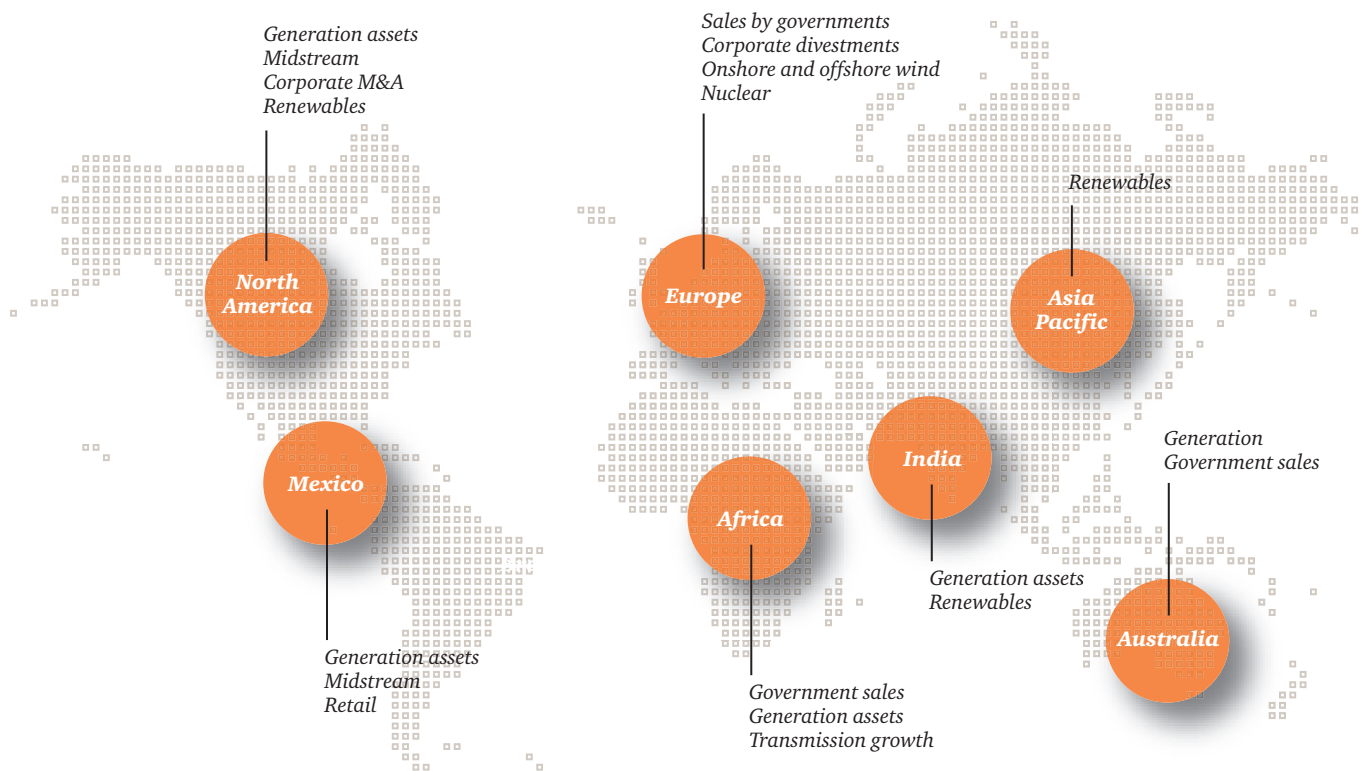 Generation assets
Midstream
Corporate M&A
Renewables
North
America
Sales by governments
Corporate divestments
Onshore and offshore wind
Nuclear
Europe
Renewables
Asia
Pacific
Mexico
Generation assets
Midstream
Retail
Africa
Government sales
Generation assets
Transmission growth
India
Generation assets
Renewables
Generation
Government sales
Australia